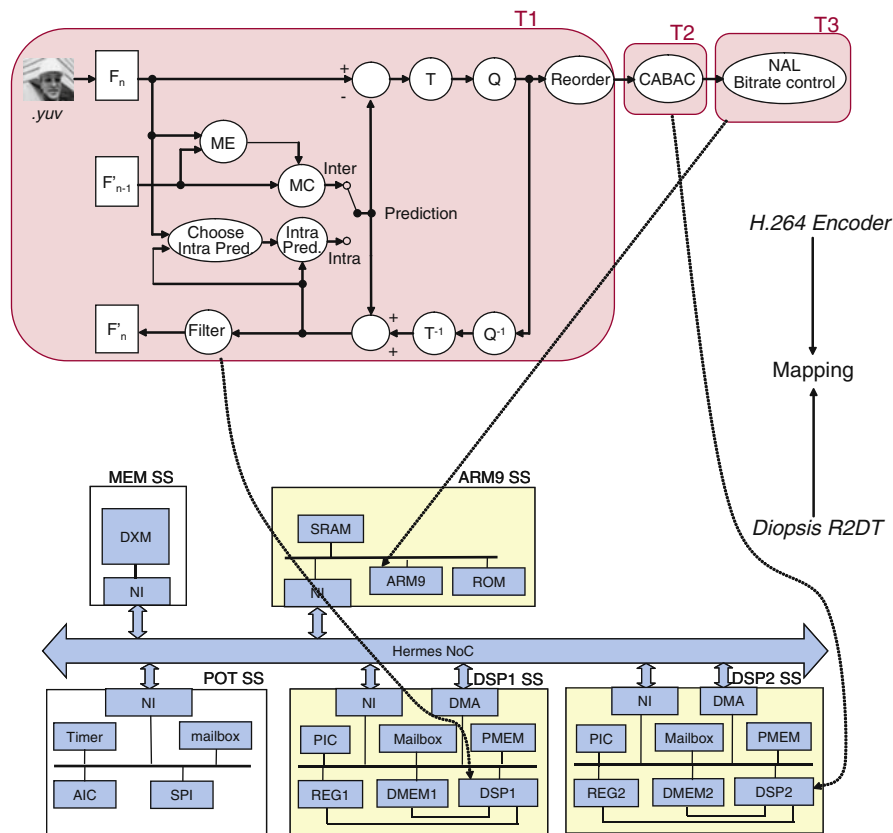 T1
T2
T3
.yuv
Fn
+
-
T
Q
Reorder
CABAC
NAL
Bitrate control
ME
F'n-1
MC
Inter
Prediction
Choose
Intra Pred.
Intra
Pred.
Intra
F'n
Filter
+
+
T-1
Q-1
H.264 Encoder
Mapping
Diopsis R2DT
MEM SS
DXM
NI
ARM9 SS
SRAM
NI
ARM9
ROM
Hermes NoC
POT SS
NI
Timer
mailbox
AIC
SPI
DSP1 SS
NI
DMA
PIC
Mailbox
PMEM
REG1
DMEM1
DSP1
DSP2 SS
NI
DMA
PIC
Mailbox
PMEM
REG2
DMEM2
DSP2